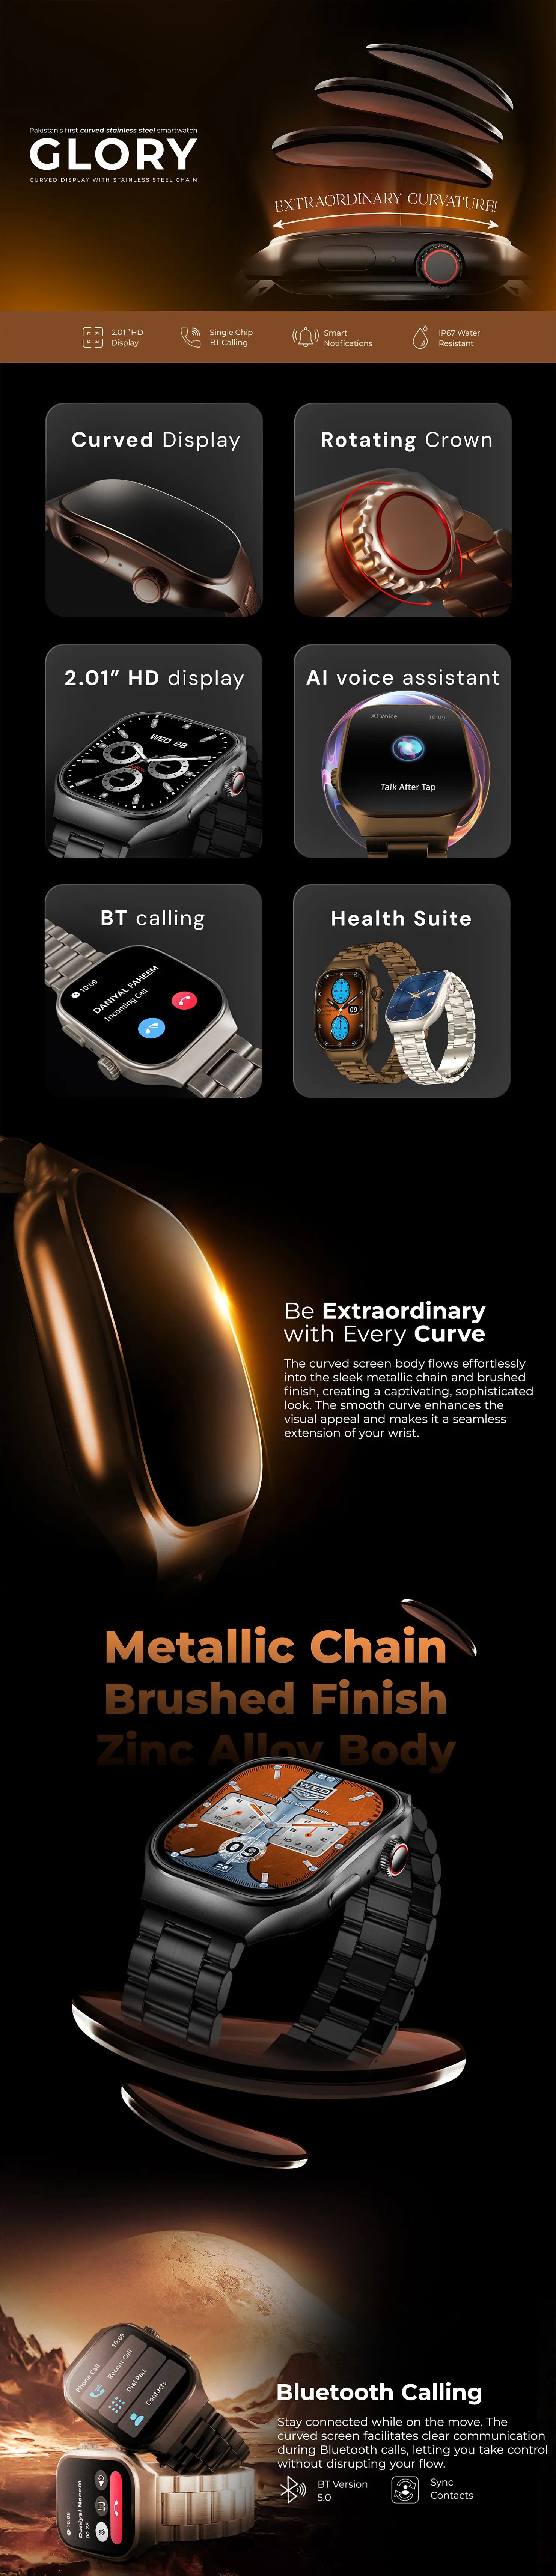 Pakistan's first curved stainless steel smartwatch
GLORY
CURVED DISPLAY WITH STAINLESS STEEL CHAIN
EXTRAORDINARY CURVATURE!
2.01"HD
Display
Single Chip
BT Calling
Smart
Notifications
IP67 Water
Resistant
Curved Display
Rotating Crown
2.01” HD display
WED 28
AI voice assistant
AI Voice 10:09
Talk After Tap
BT calling
10:09
DANIYAL FAHEEM
Incoming Call
Health Suite
09
Be Extraordinary
with Every Curve
The curved screen body flows effortlessly
into the sleek metallic chain and brushed
finish, creating a captivating, sophisticated
look. The smooth curve enhances the
visual appeal and makes it a seamless
extension of your wrist.
Metallic Chain
Brushed Finish
Zinc Alloy Body
WED
09
28
10:09
Phone Call
Recent Call
Dial Pad
Contacts
10:09
Daniyal Naeem
00:28
Bluetooth Calling
Stay connected while on the move. The
curved screen facilitates clear communication
during Bluetooth calls, letting you take control
without disrupting your flow.
BT Version
5.0
Sync
Contacts